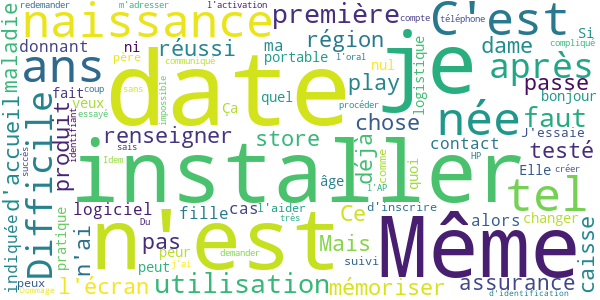 redemander m'adresser l'activation
naissance première C'est compte téléphone Si complique
maladie donnant ni réussi région ma portable dame
ans père communiqué l'oral nul logistique après
date je play
fait coup sans impossible quel procéder passe bonjour
veux essayé Ça chose née faut
d'accueil produit identifiant renseigner store déjà contact J'essaie testé
succès sais Idem installer âge comme quoi l'AP HP Elle créer
Difficile logiciel Du fille cas l'aider d'inscrire tel
indiquée pratique n'ai pas n'est très Ce Même alors changer caisse
peur j'ai demander Mais suivi
peux l'écran peut utilisation mémoriser assurance
dommage d'identification